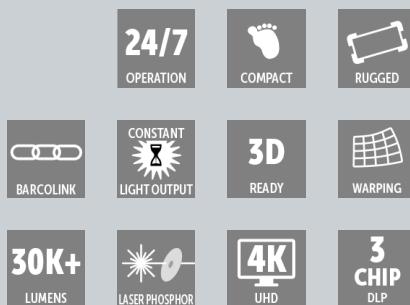 24/7
OPERATION
COMPACT
RUGGED
BARCOLINK
CONSTANT
LIGHT OUTPUT
3D
READY
WARPING
30K+
LUMENS
LASER PHOSPHOR
4K
UHD
3
CHIP
DLP